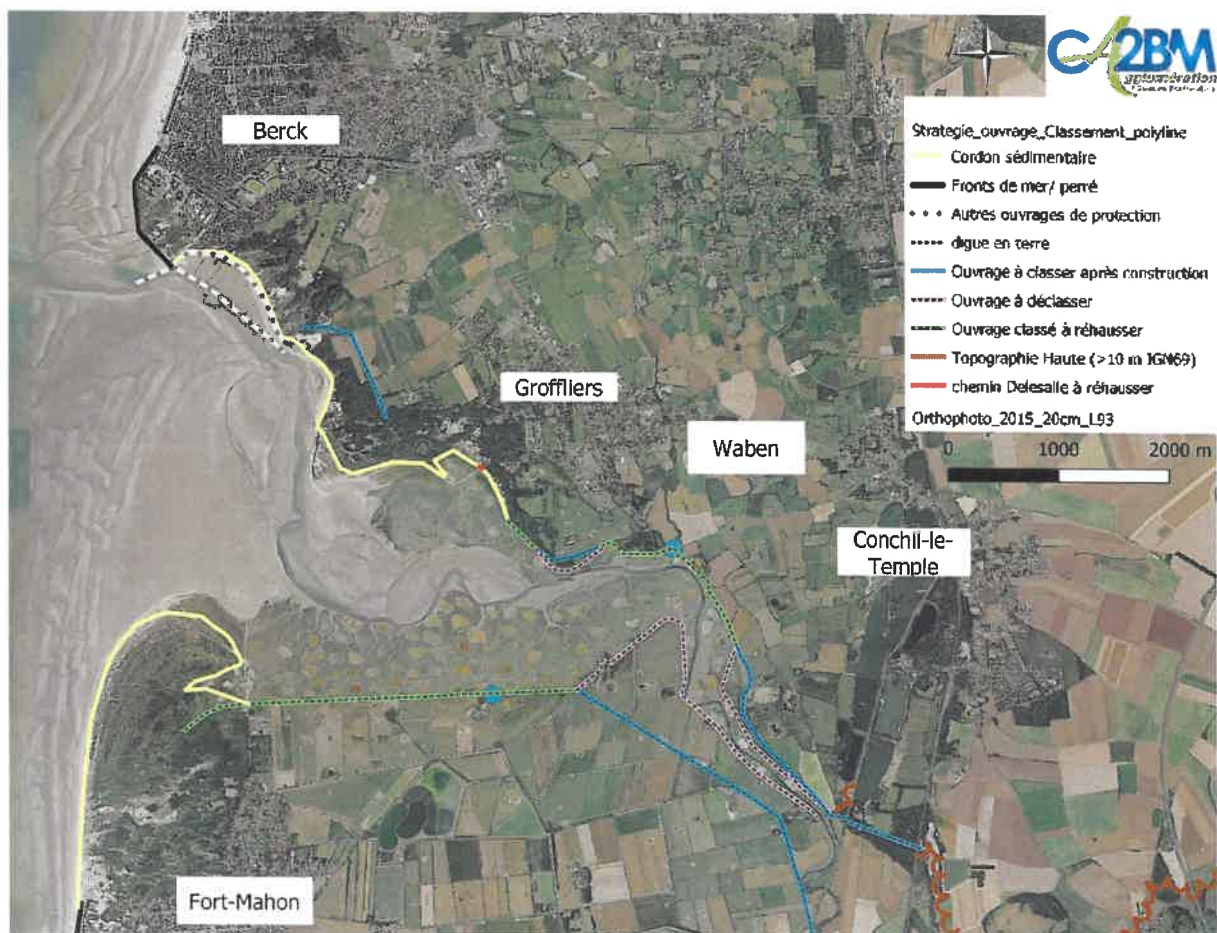 CA2BM
agglomération
Strategie_ouvrage_Classement_polyline
Cordon sédimentaire
Fronts de mer/ perré
Autres ouvrages de protection
digue en terre
Ouvrage à classer après construction
Ouvrage à déclasser
Ouvrage classé à réhausser
Topographie Haute (>10 m IGN69)
chemin Delesalle à réhausser
Orthophoto_2015_20cm_L93
0 1000 2000 m
Berck
Groffliers
Waben
Conchil-le-
Temple
Fort-Mahon